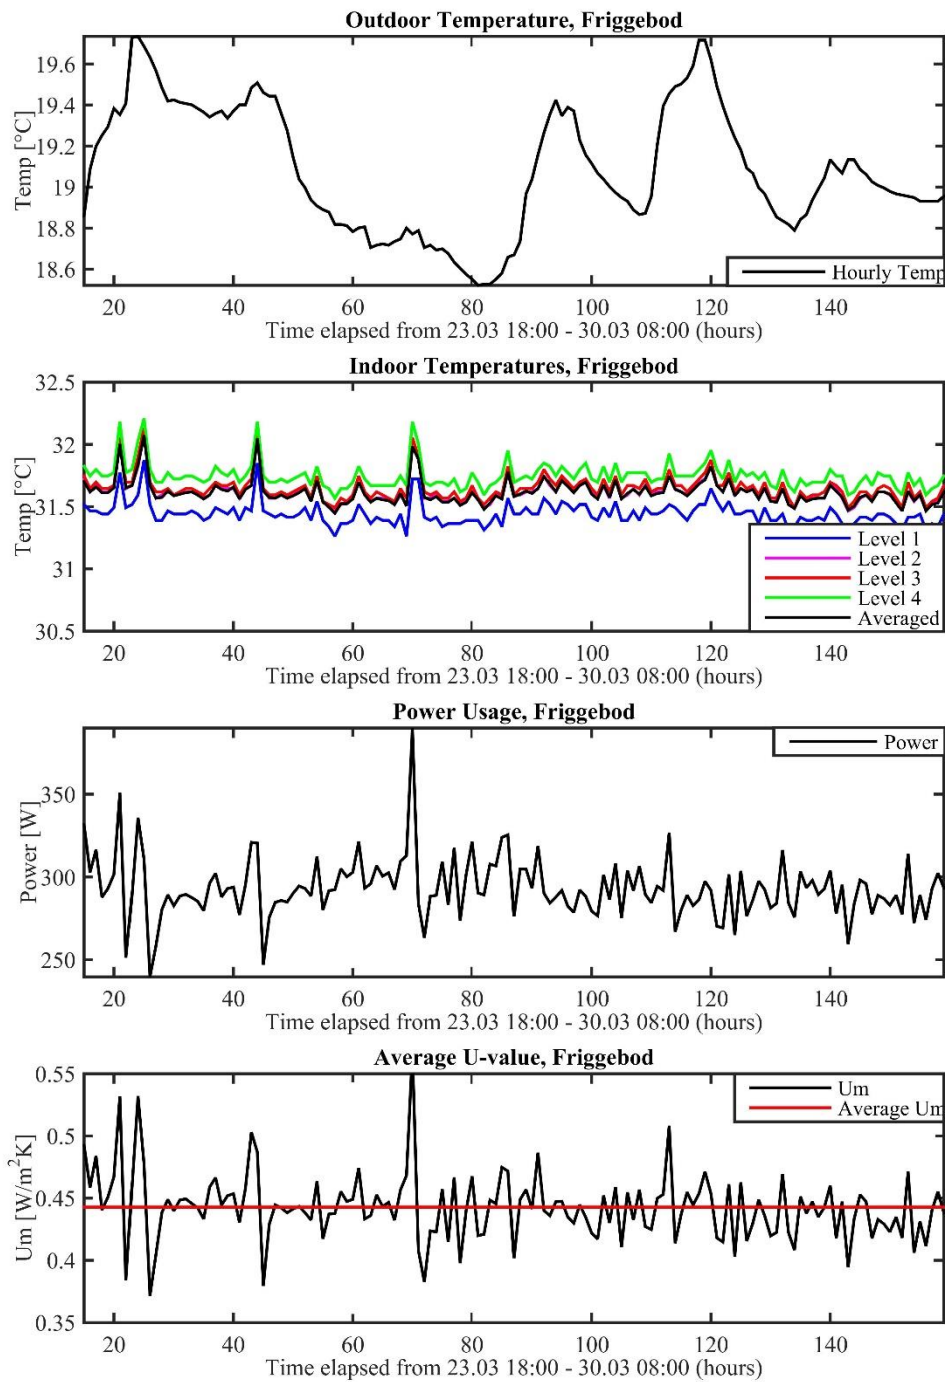 Outdoor Temperature, Friggebod
Temp [°C]
19.6
19.4
19.2
19
18.8
18.6
Hourly Temp
20 40 60 80 100 120 140
Time elapsed from 23.03 18:00 - 30.03 08:00 (hours)
Indoor Temperatures, Friggebod
Temp [°C]
32.5
32
31.5
31
30.5
Level 1
Level 2
Level 3
Level 4
Averaged
20 40 60 80 100 120 140
Time elapsed from 23.03 18:00 - 30.03 08:00 (hours)
Power Usage, Friggebod
Power
Power [W]
350
300
250
20 40 60 80 100 120 140
Time elapsed from 23.03 18:00 - 30.03 08:00 (hours)
Average U-value, Friggebod
Um
Average Um
Um [W/m²K]
0.55
0.5
0.45
0.4
0.35
20 40 60 80 100 120 140
Time elapsed from 23.03 18:00 - 30.03 08:00 (hours)